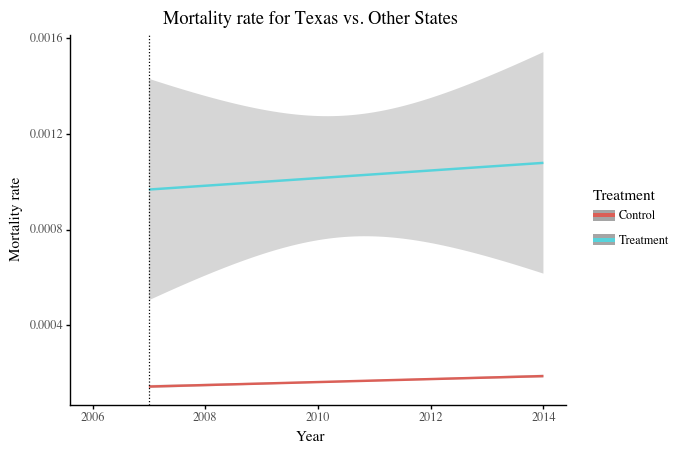 Mortality rate for Texas vs. Other States
0.0016
0.0012
0.0008
0.0004
Mortality rate
2006
2008
2010
2012
2014
Year
Treatment
Control
Treatment